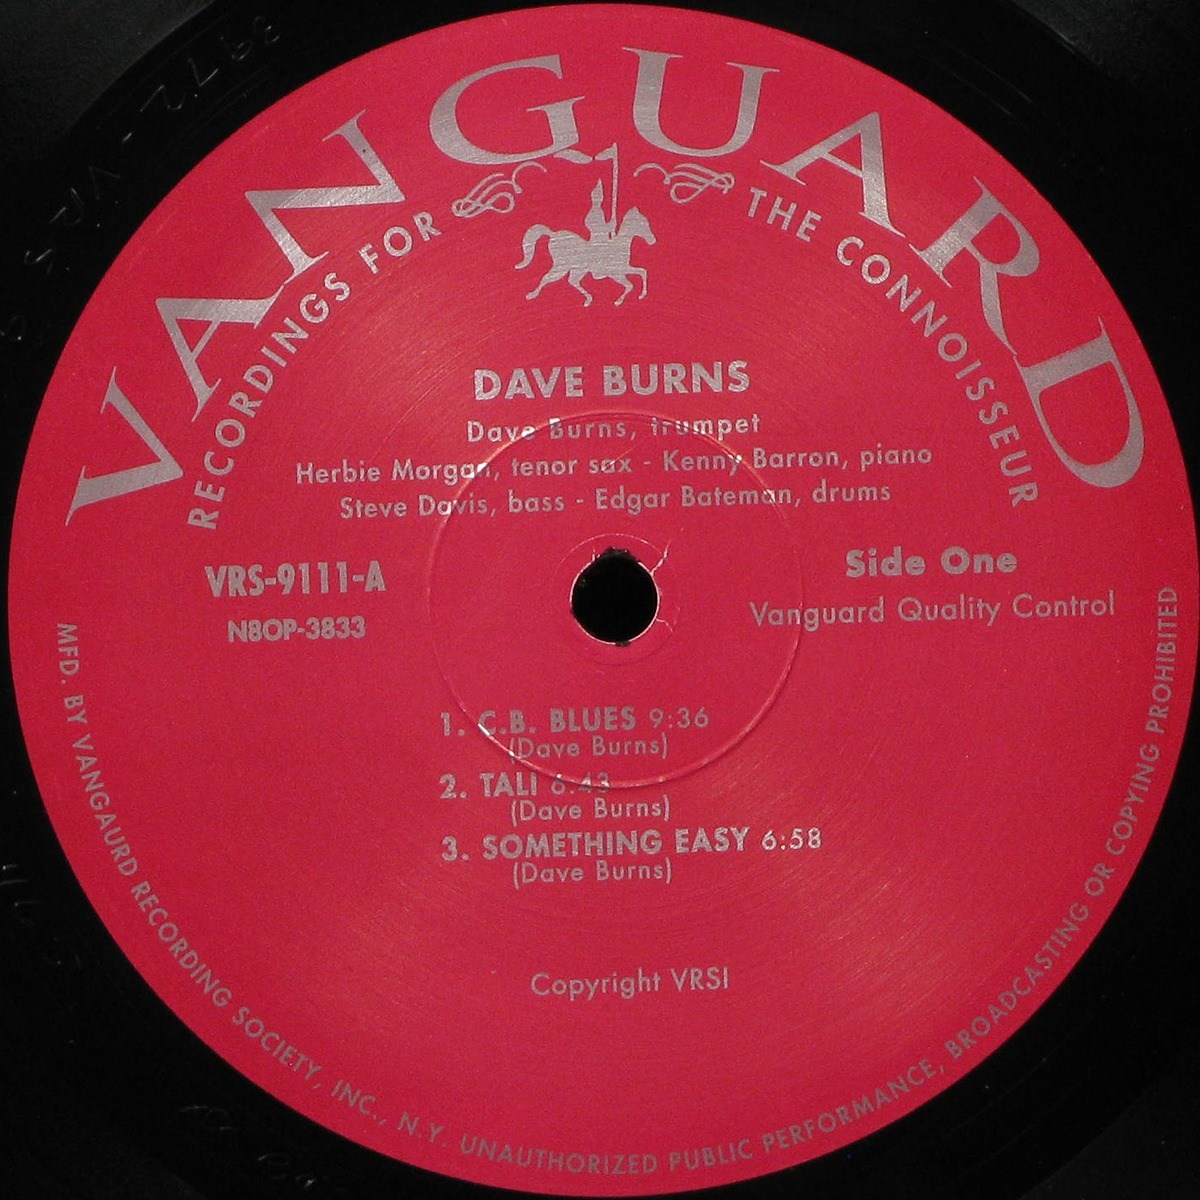 VANGUARD
RECORDINGS FOR THE CONNOISSEUR
DAVE BURNS
Dave Burns, trumpet
Herbie Morgan, tenor sax - Kenny Barron, piano
Steve Davis, bass - Edgar Bateman, drums
VRS-9111-A
N8OP-3833
Side One
Vanguard Quality Control
1. C.B. BLUES 9:36
(Dave Burns)
2. TALI 6:43
(Dave Burns)
3. SOMETHING EASY 6:58
(Dave Burns)
Copyright VRSI
MFD. BY VANGAURD RECORDING SOCIETY, INC., N.Y. UNAUTHORIZED PUBLIC PERFORMANCE, BROADCASTING OR COPYING PROHIBITED